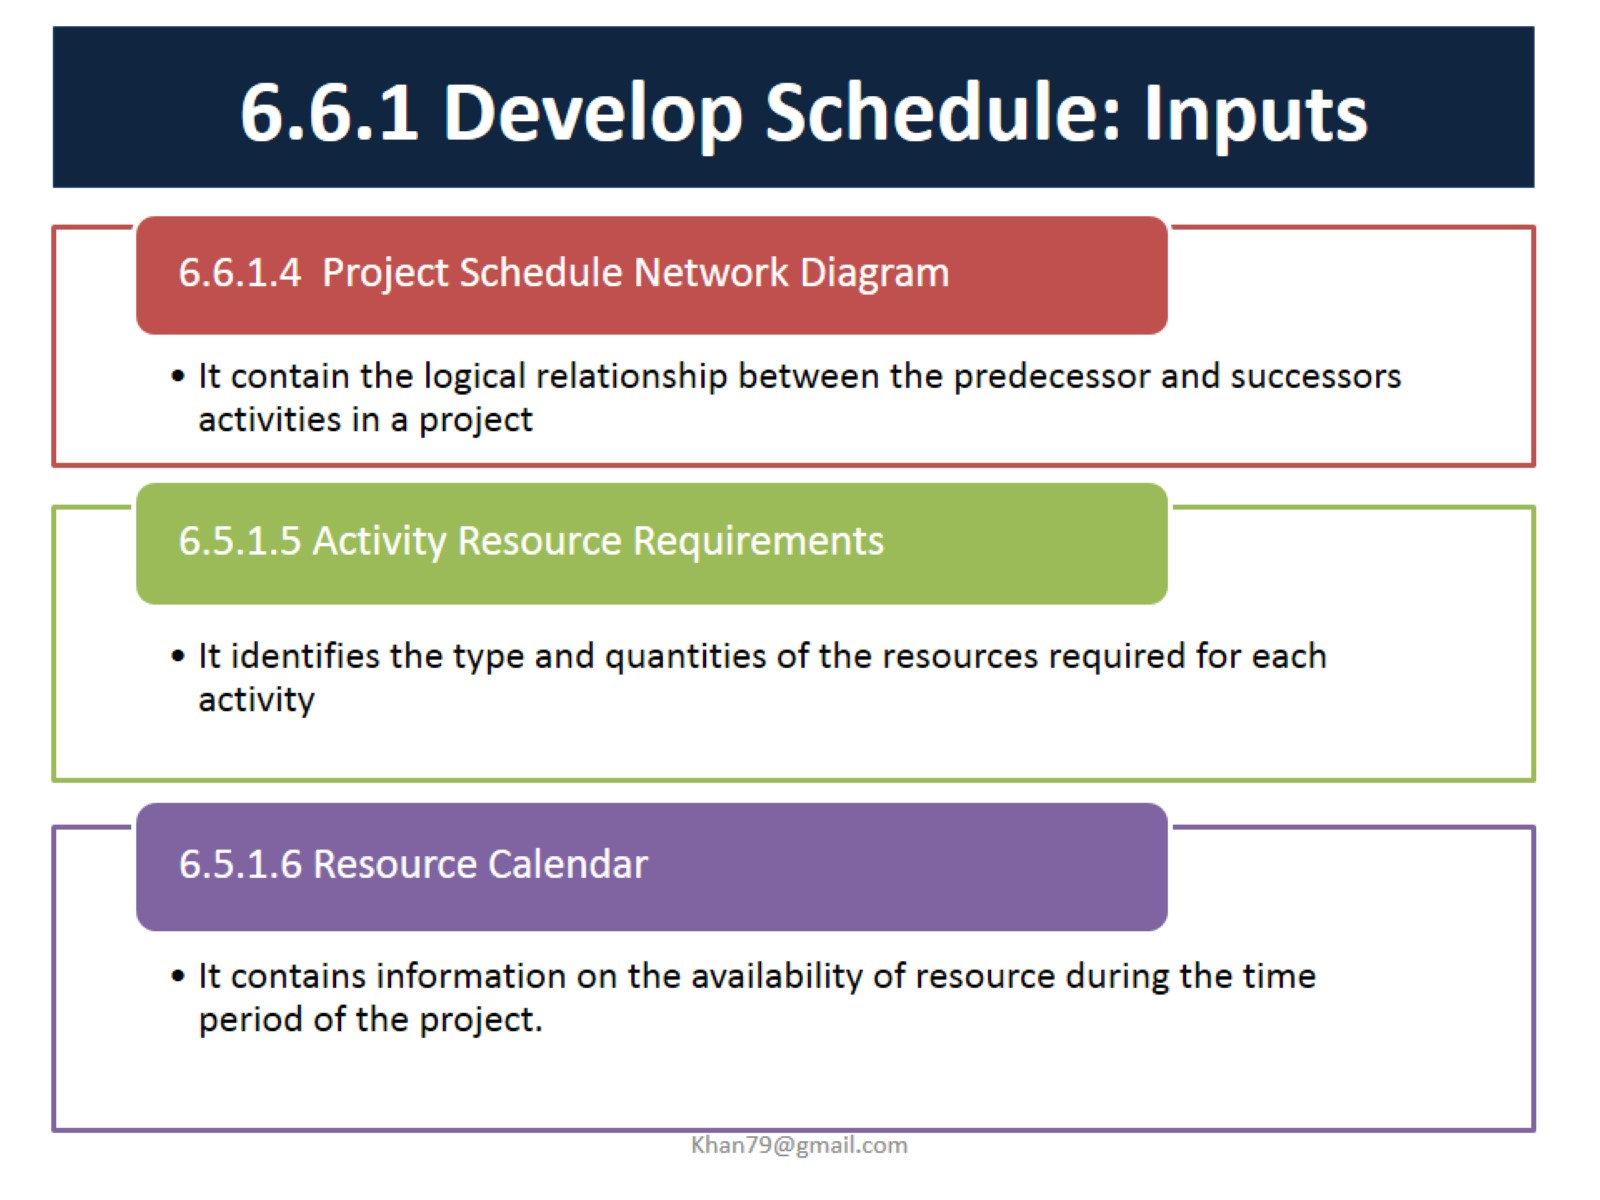 6.6.1 Develop Schedule: Inputs
6.6.1.4  Project Schedule Network Diagram
• It contain the logical relationship between the predecessor and successors
activities in a project
6.5.1.5 Activity Resource Requirements
• It identifies the type and quantities of the resources required for each
activity
6.5.1.6 Resource Calendar
• It contains information on the availability of resource during the time
period of the project.
Khan79@gmail.com